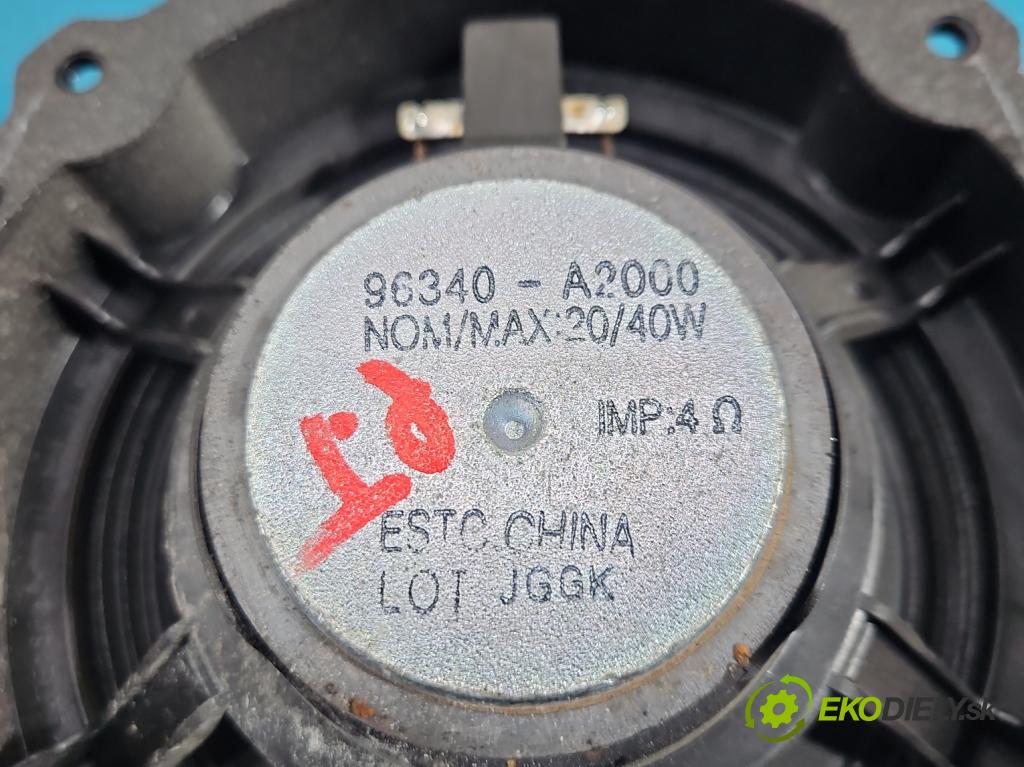 96340 - A2000
NOM/MAX:20/40W
IMP:4 Ω
ESTC.CHINA
LOT JGGK
EKODIELY.sk